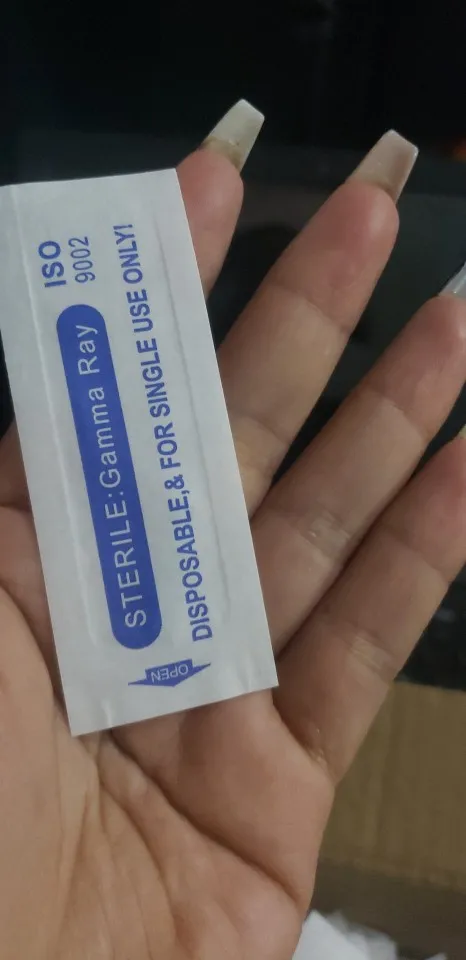 ISO
9002
STERILE:Gamma Ray
DISPOSABLE,& FOR SINGLE USE ONLY!
OPEN